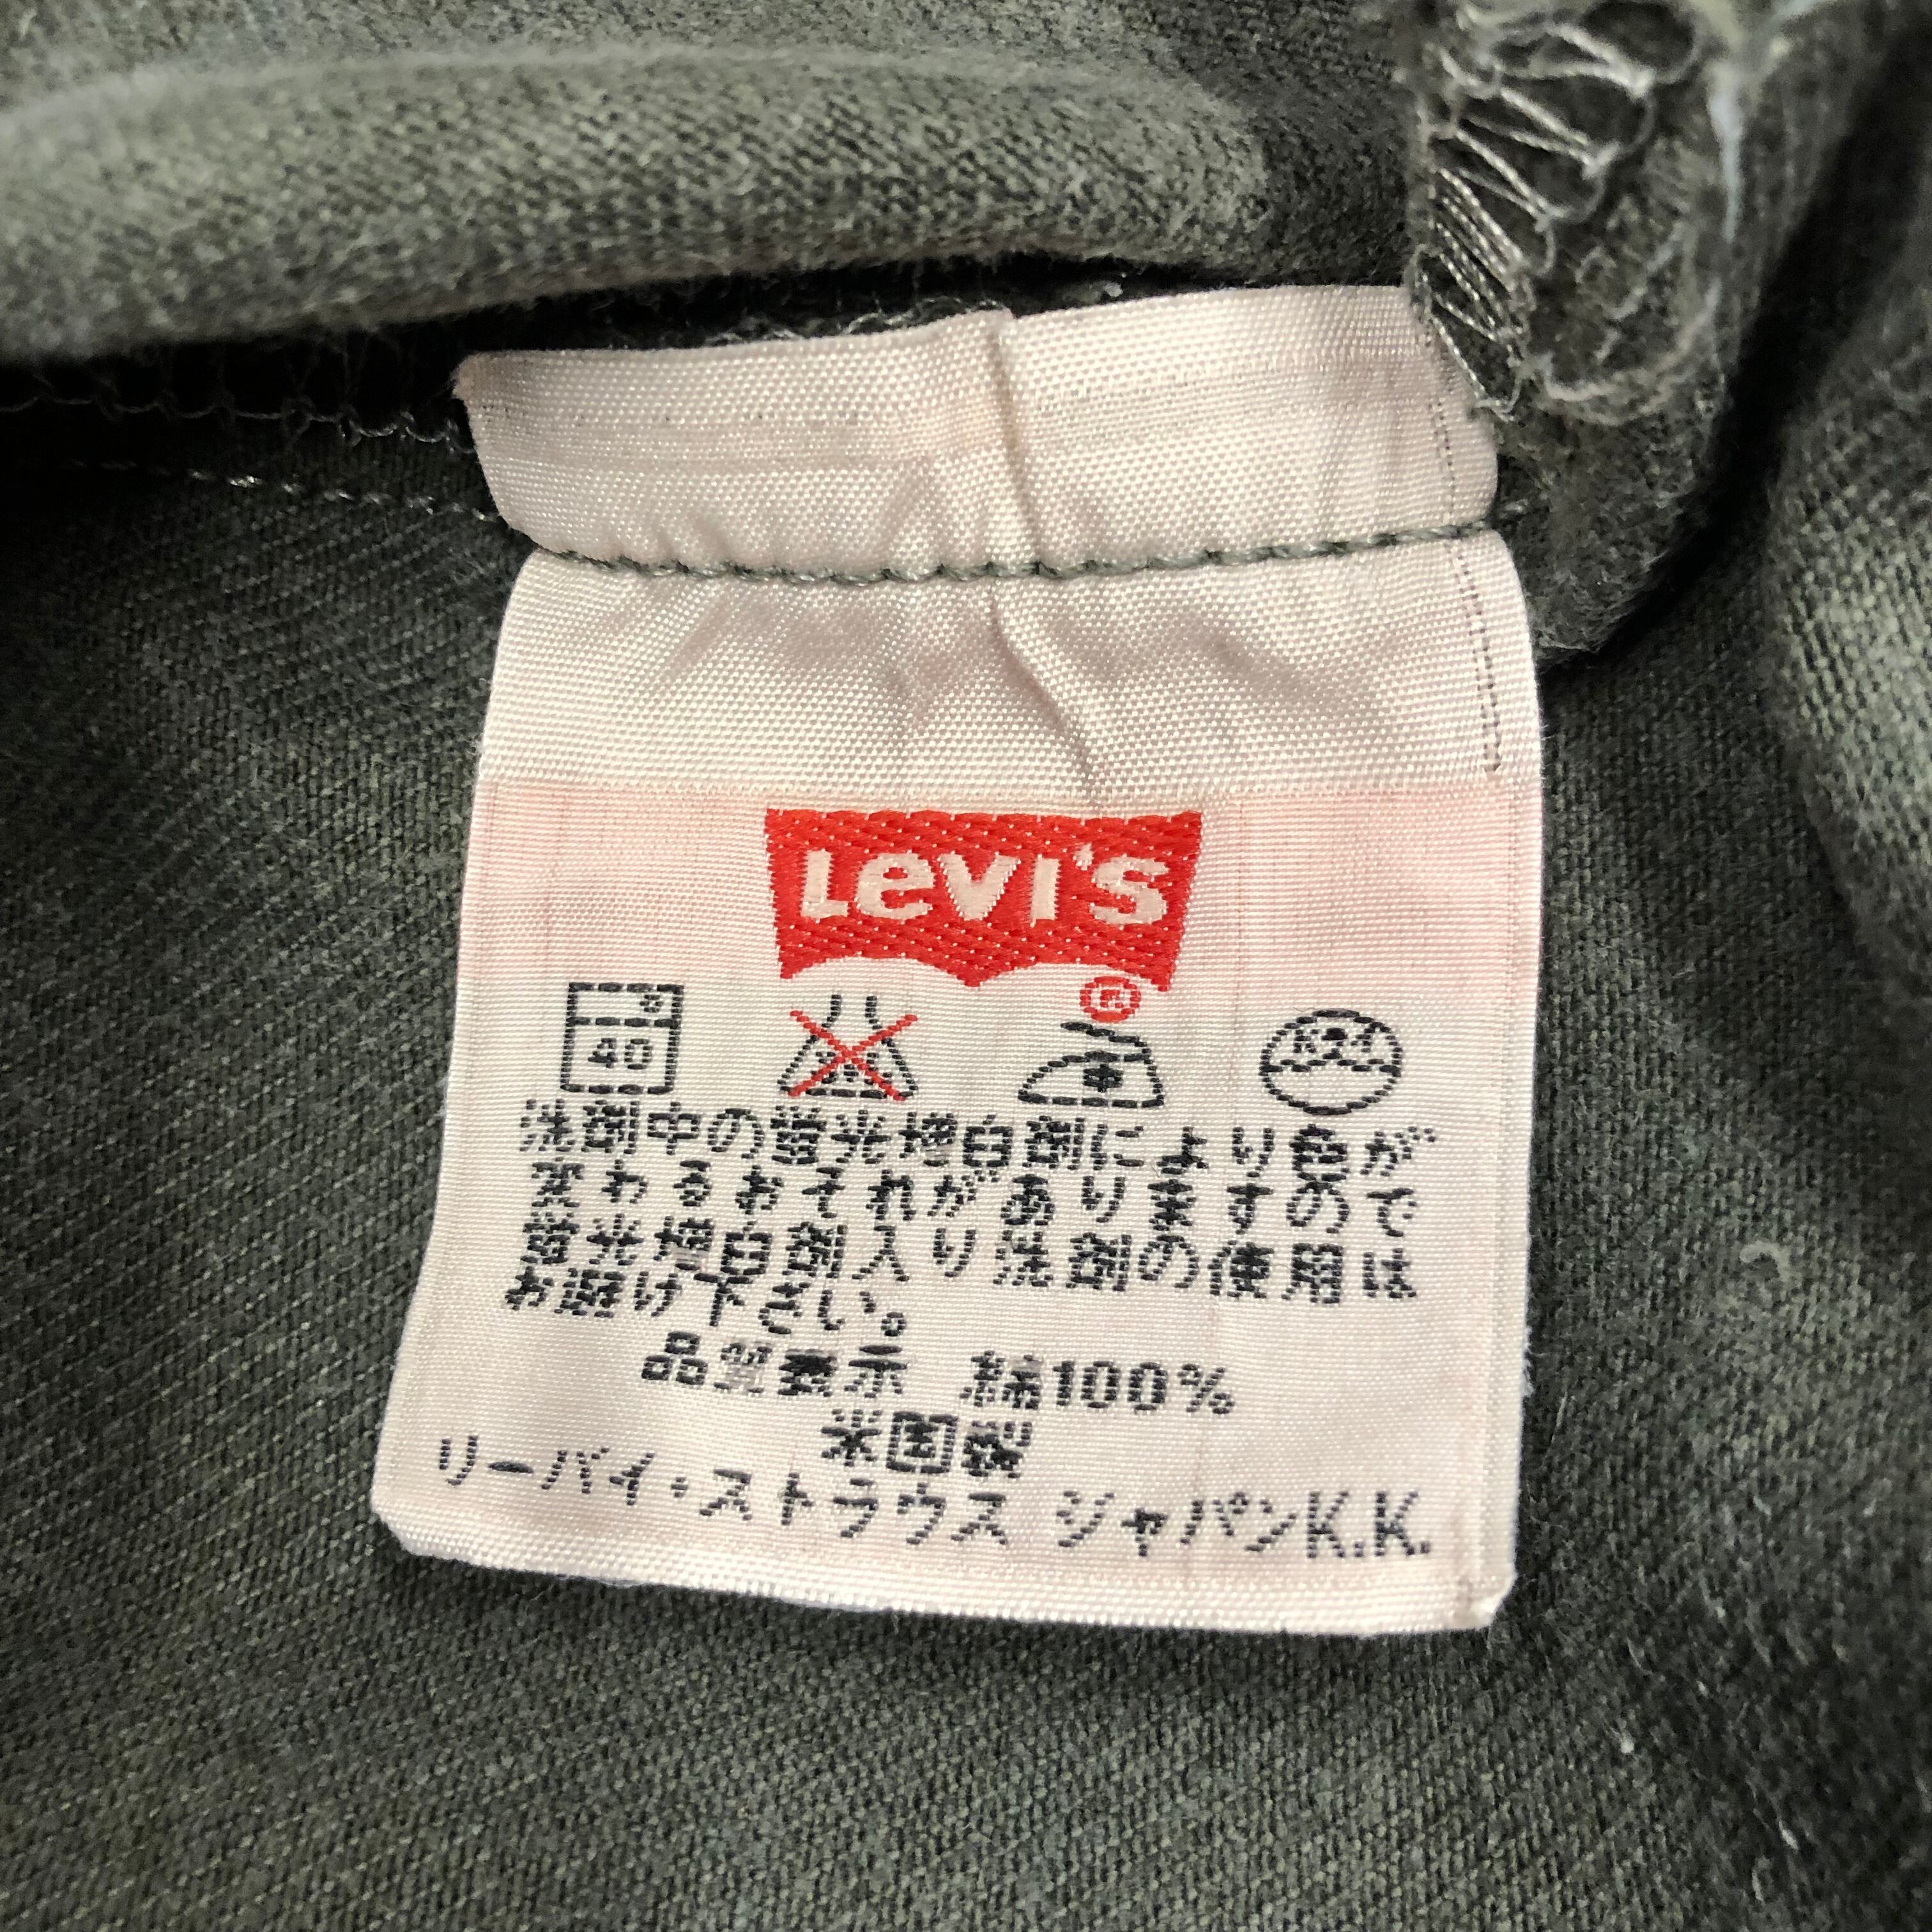 Levi's
®
40
ドライ
洗剤中の蛍光増白剤により色が
変わるおそれがありますので
蛍光増白剤入り洗剤の使用は
お避け下さい。
品質表示 綿100%
米国製
リーバイ・ストラウス ジャパンK.K.